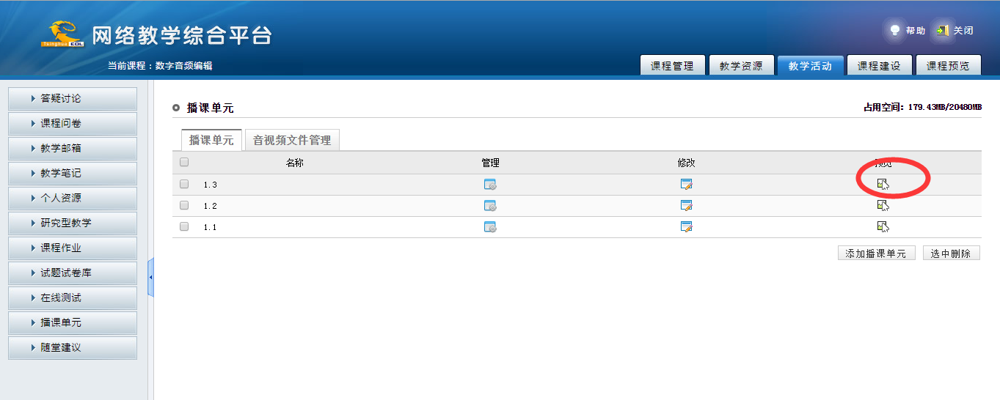 网络教学综合平台
Tsinghua EOL
帮助 关闭
当前课程：数字音频编辑
课程管理 教学资源 教学活动 课程建设 课程预览
答疑讨论
课程问卷
教学邮箱
教学笔记
个人资源
研究型教学
课程作业
试题试卷库
在线测试
播课单元
随堂建议
播课单元
占用空间: 179.43MB/20480MB
播课单元 音视频文件管理
名称 管理 修改 预览
1.3
1.2
1.1
添加播课单元 选中删除